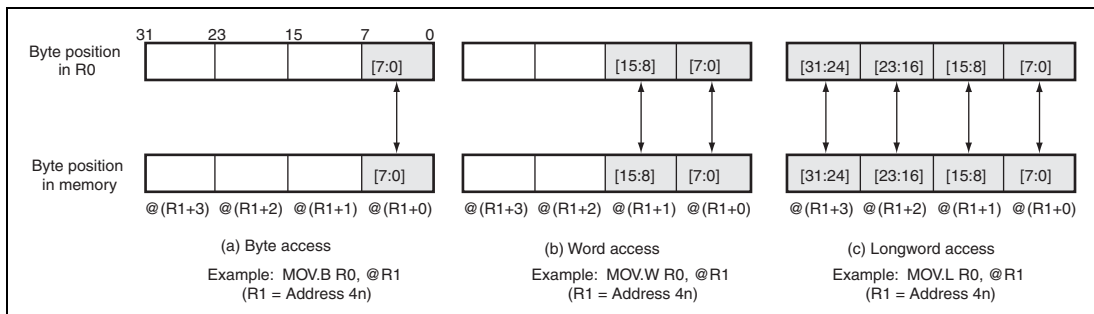 31 23 15 7 0
Byte position
in R0
[7:0]
[15:8] [7:0]
[31:24] [23:16] [15:8] [7:0]
Byte position
in memory
[7:0]
[15:8] [7:0]
[31:24] [23:16] [15:8] [7:0]
@(R1+3) @(R1+2) @(R1+1) @(R1+0)
@(R1+3) @(R1+2) @(R1+1) @(R1+0)
@(R1+3) @(R1+2) @(R1+1) @(R1+0)
(a) Byte access
Example: MOV.B R0, @R1
(R1 = Address 4n)
(b) Word access
Example: MOV.W R0, @R1
(R1 = Address 4n)
(c) Longword access
Example: MOV.L R0, @R1
(R1 = Address 4n)